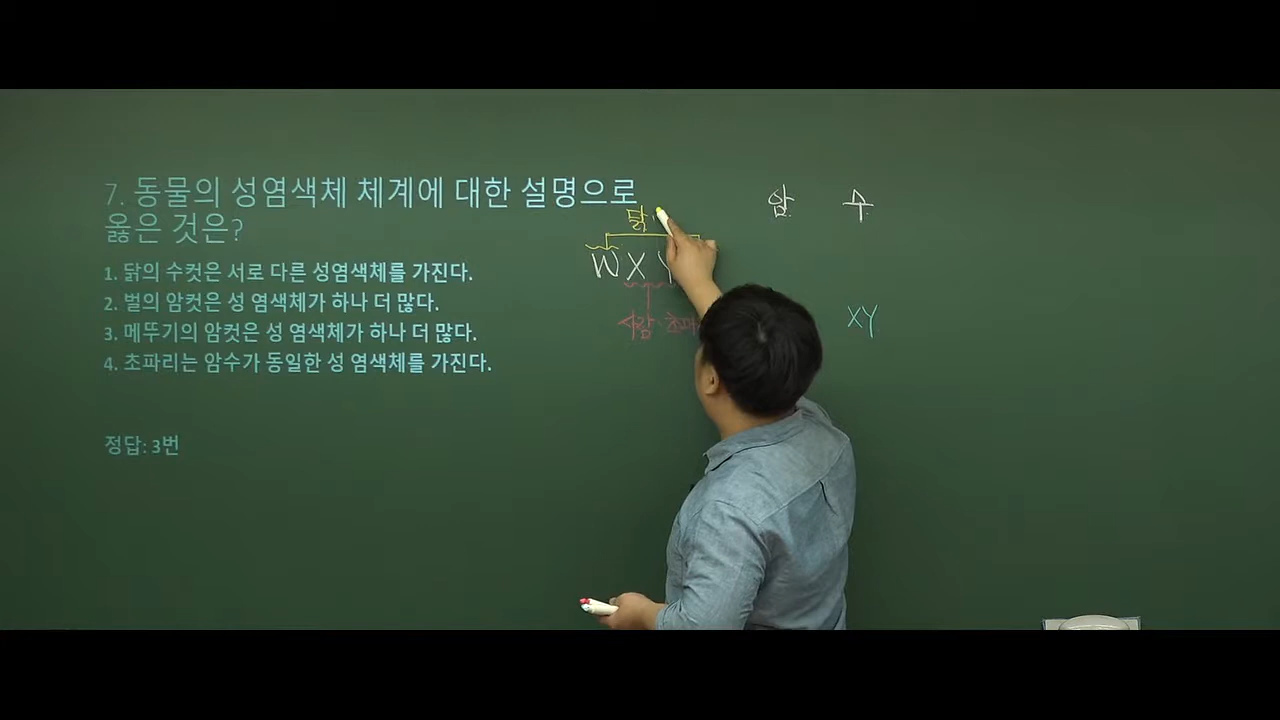 7. 동물의 성염색체 체계에 대한 설명으로
옳은 것은?
1. 닭의 수컷은 서로 다른 성염색체를 가진다.
2. 벌의 암컷은 성 염색체가 하나 더 많다.
3. 메뚜기의 암컷은 성 염색체가 하나 더 많다.
4. 초파리는 암수가 동일한 성 염색체를 가진다.
정답: 3번
닭
W X Y
사람
암 수
XY